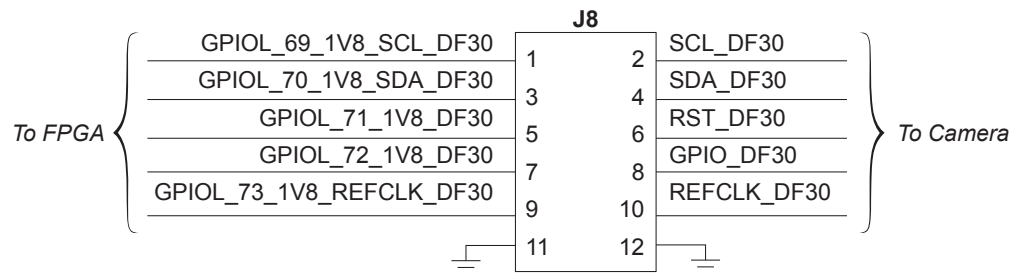 J8
GPIOL_69_1V8_SCL_DF30 1 2 SCL_DF30
GPIOL_70_1V8_SDA_DF30 3 4 SDA_DF30
To FPGA GPIOL_71_1V8_DF30 5 6 RST_DF30 To Camera
GPIOL_72_1V8_DF30 7 8 GPIO_DF30
GPIOL_73_1V8_REFCLK_DF30 9 10 REFCLK_DF30
11 12